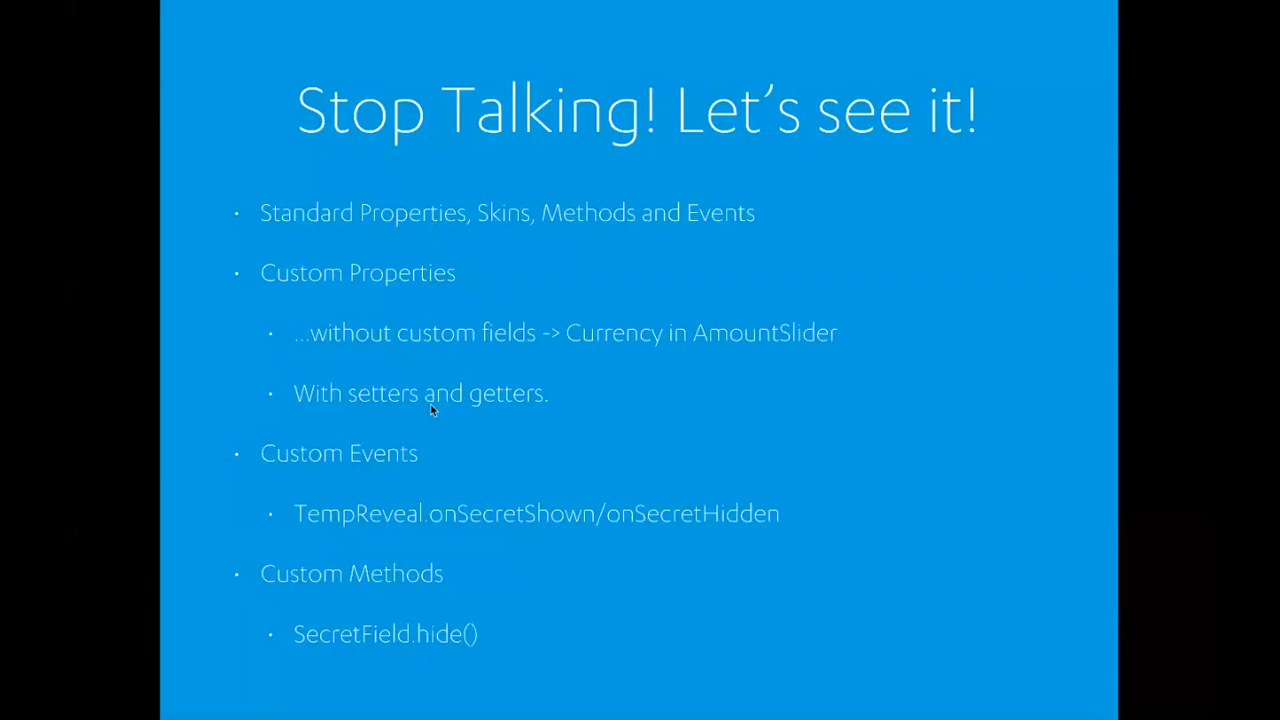 Stop Talking! Let’s see it!
• Standard Properties, Skins, Methods and Events
• Custom Properties
• ...without custom fields -> Currency in AmountSlider
• With setters and getters.
• Custom Events
• TempReveal.onSecretShown/onSecretHidden
• Custom Methods
• SecretField.hide()